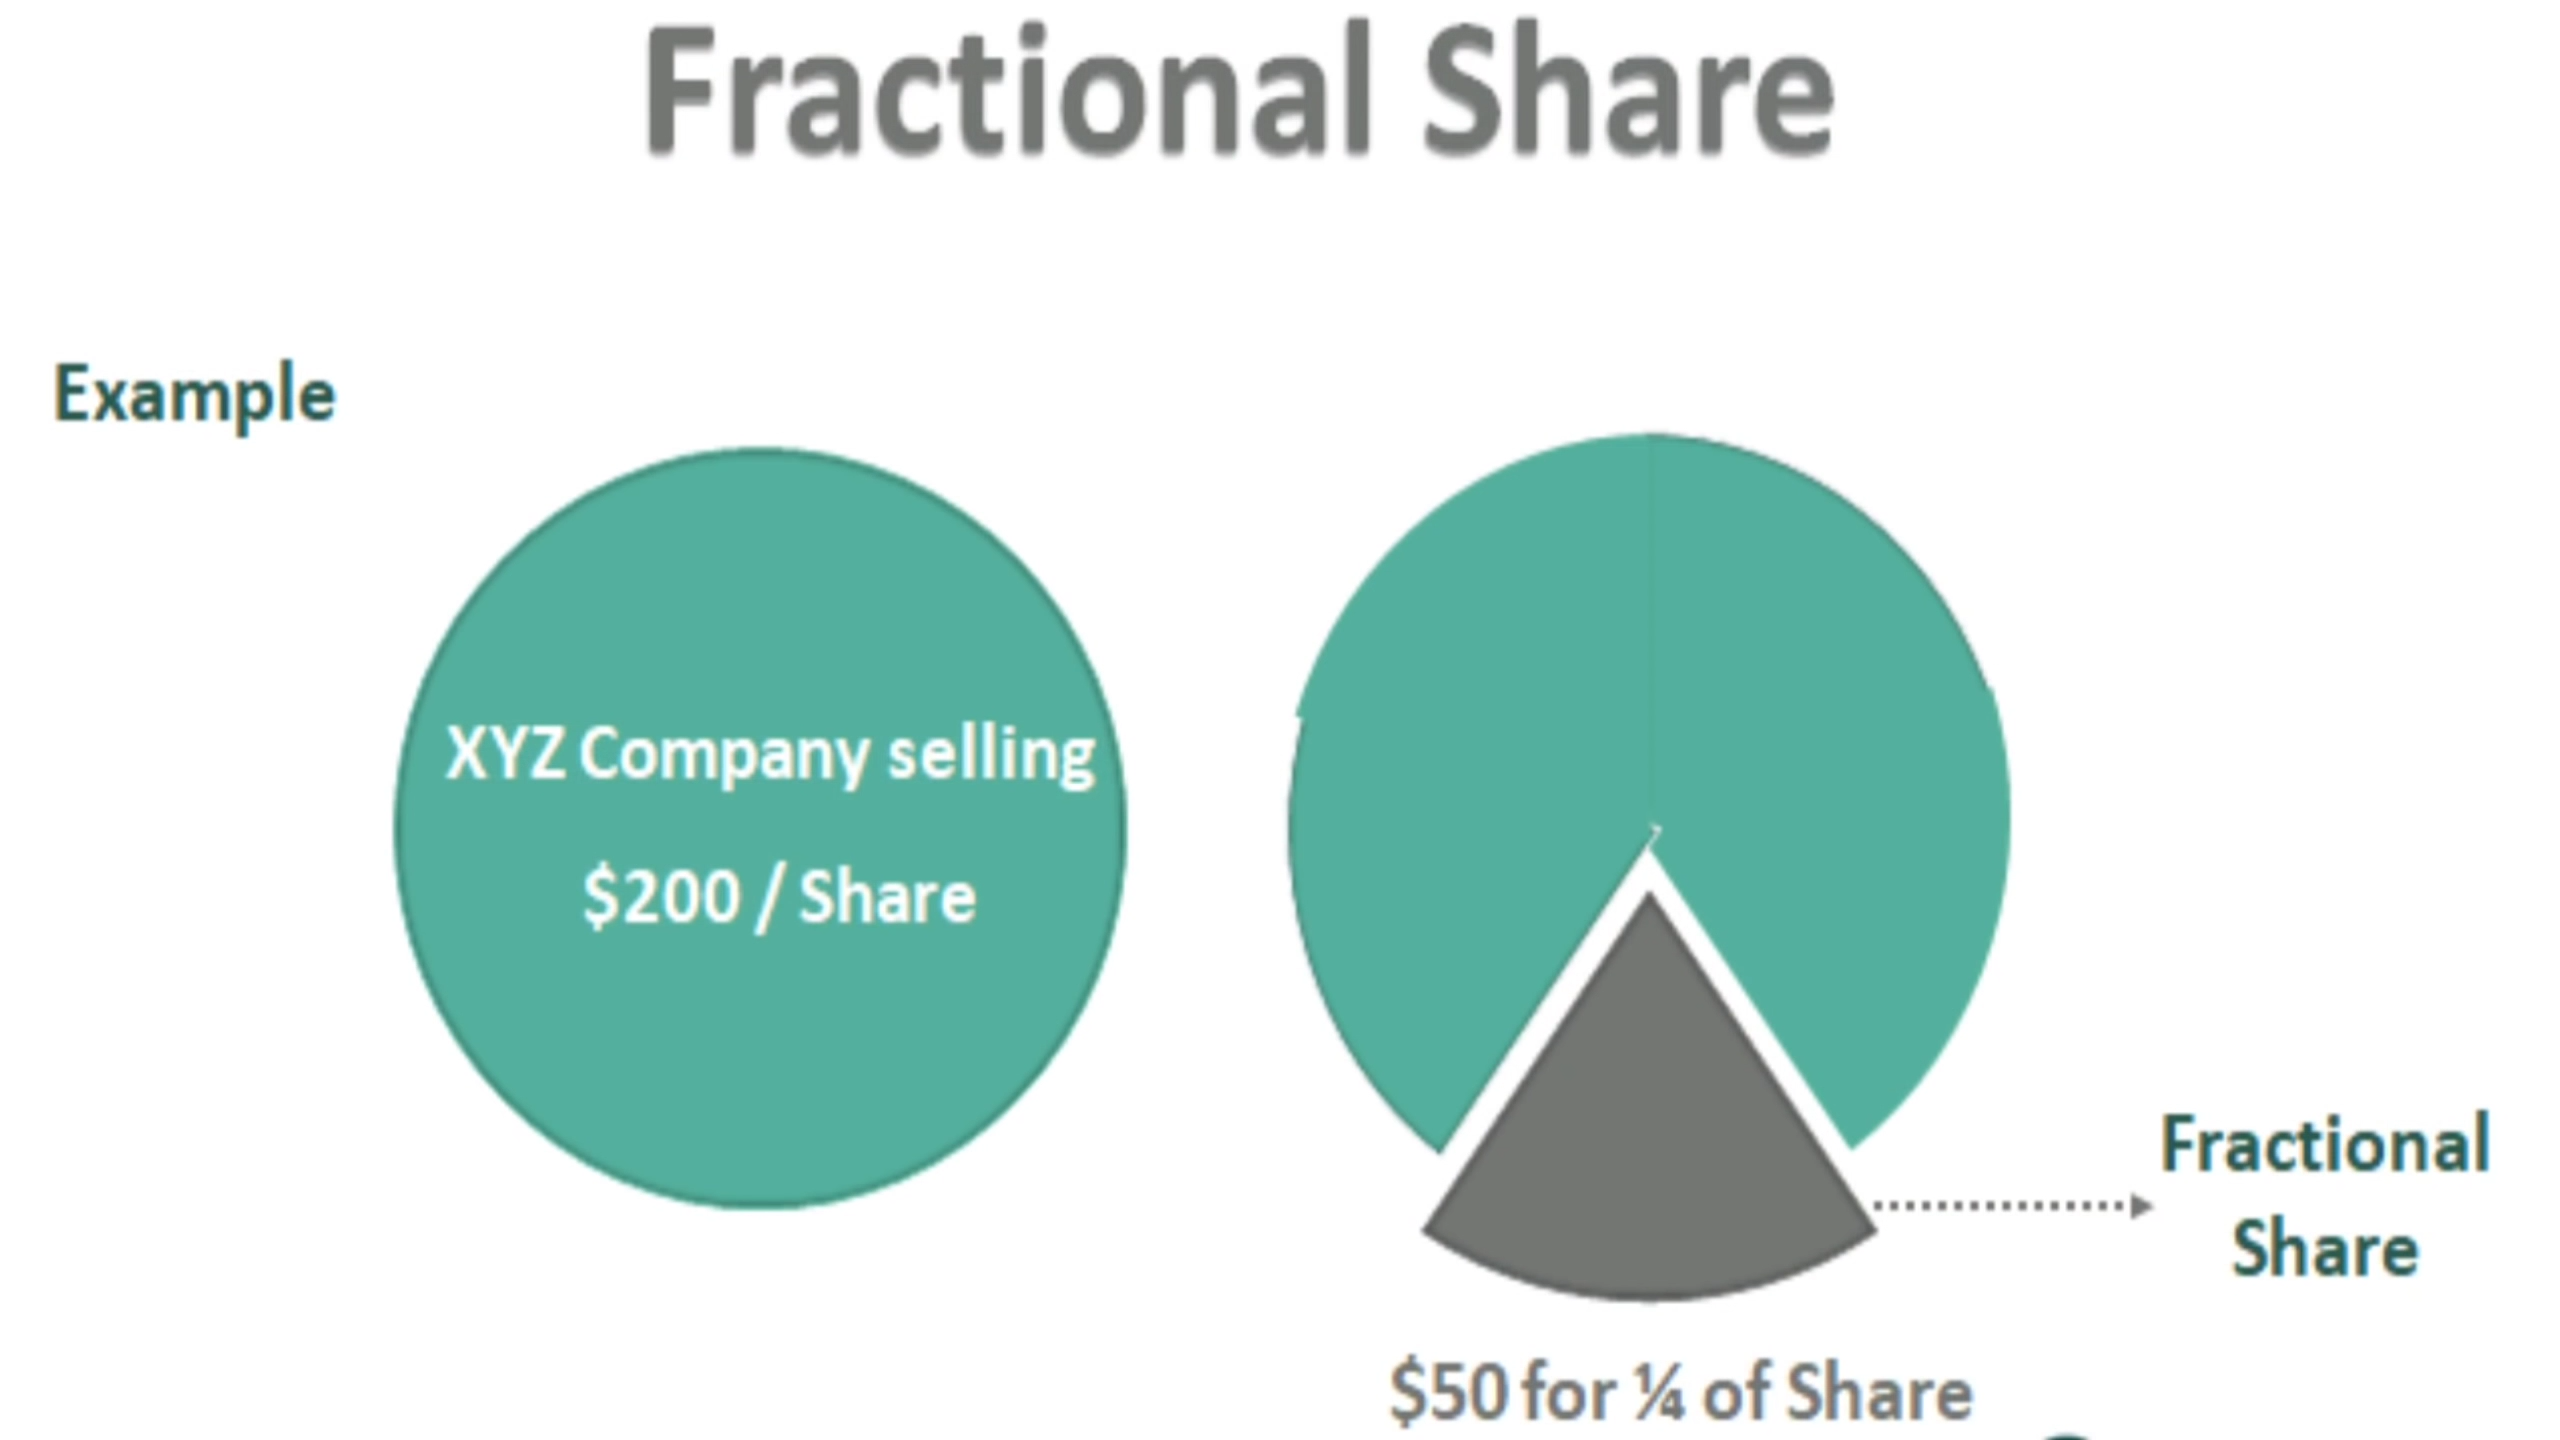 Fractional Share
Example
XYZ Company selling
$200 / Share
Fractional
Share
$50 for ¼ of Share